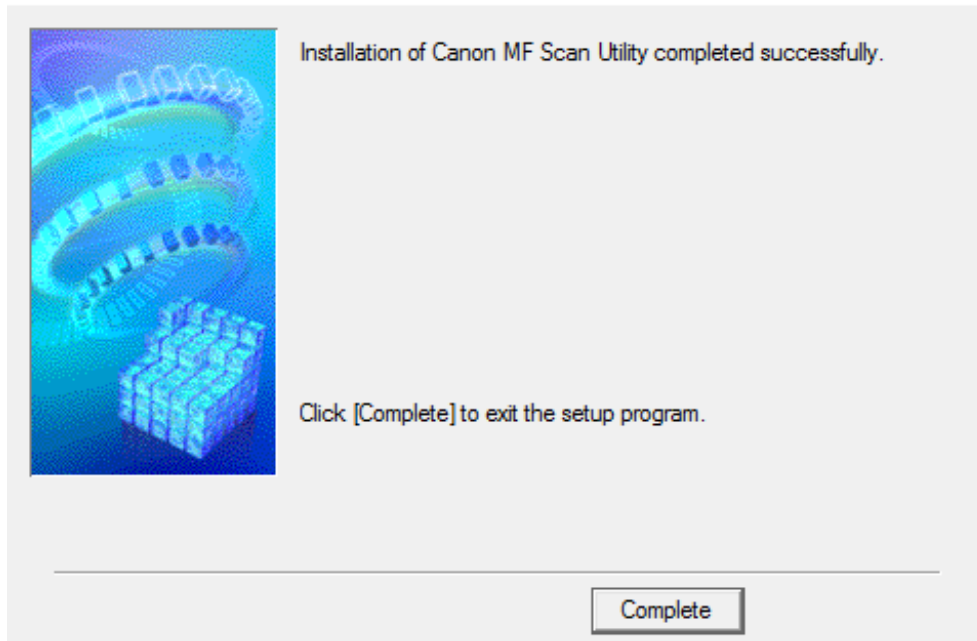 Installation of Canon MF Scan Utility completed successfully.
Click [Complete] to exit the setup program.
Complete